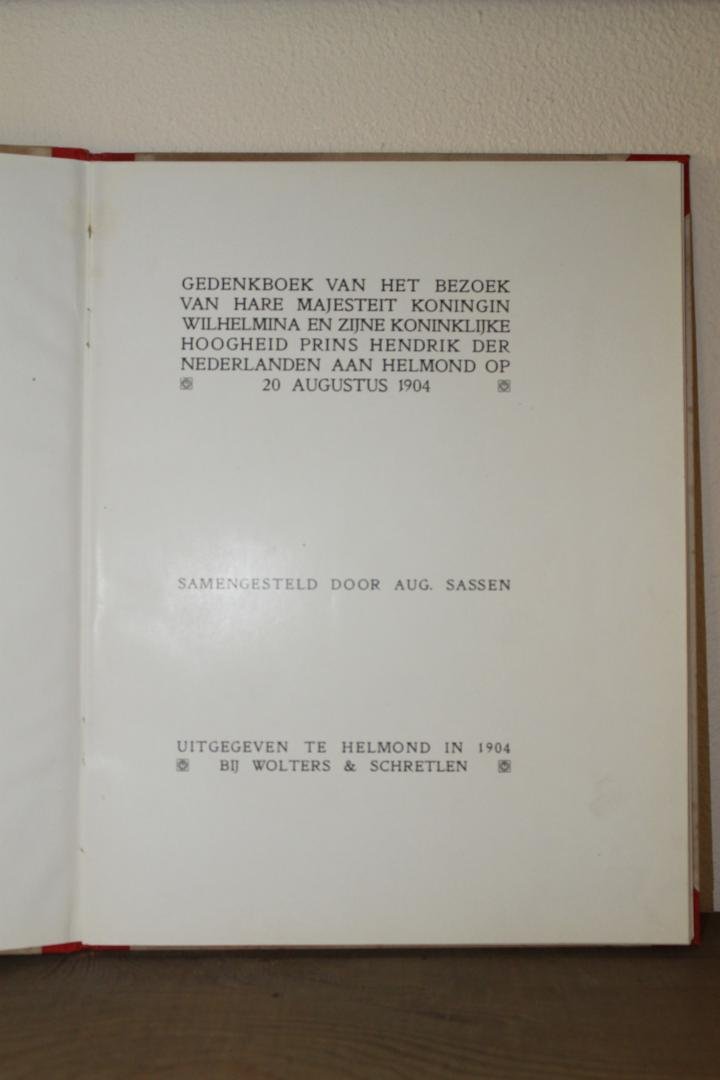 GEDENKBOEK VAN HET BEZOEK
VAN HARE MAJESTEIT KONINGIN
WILHELMINA EN ZIJNE KONINKLIJKE
HOOGHEID PRINS HENDRIK DER
NEDERLANDEN AAN HELMOND OP
20 AUGUSTUS 1904
SAMENGESTELD DOOR AUG. SASSEN
UITGEGEVEN TE HELMOND IN 1904
BIJ WOLTERS & SCHRETLEN